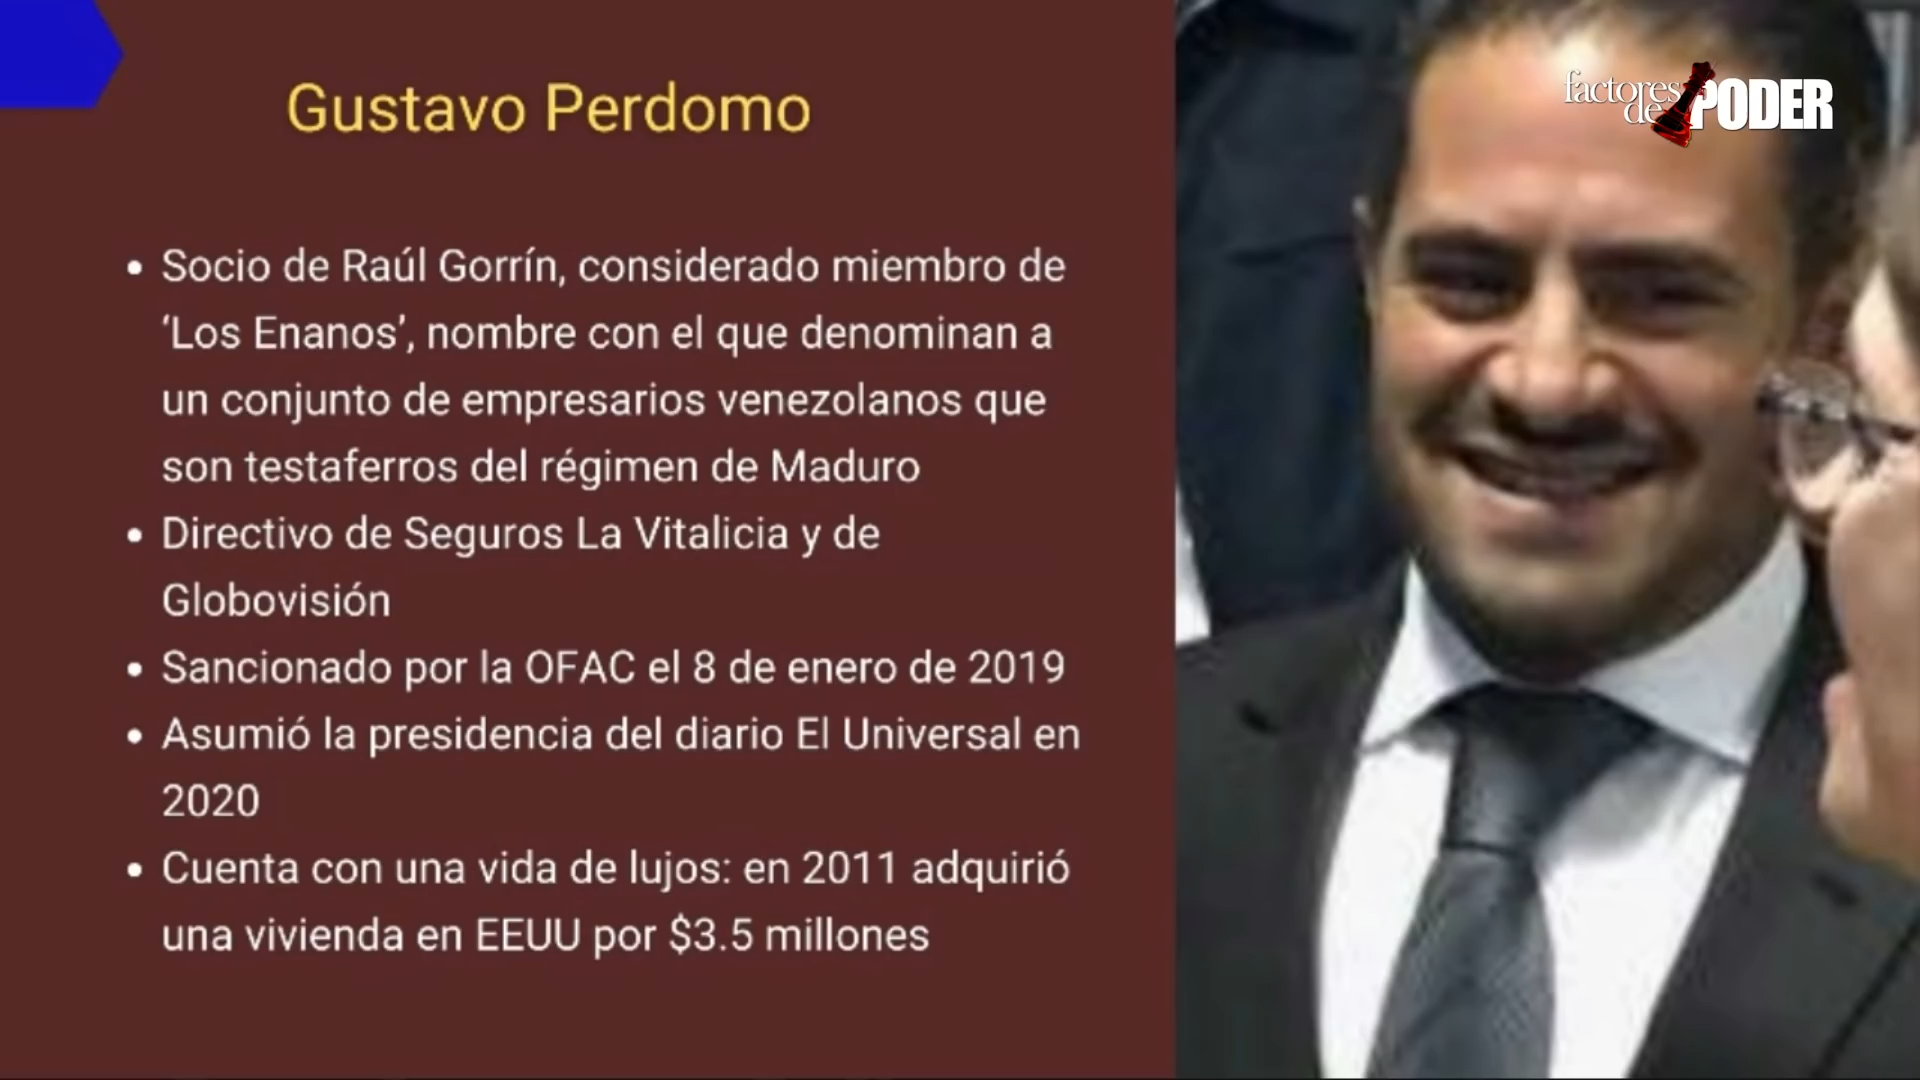 Gustavo Perdomo
factores
de PODER
• Socio de Raúl Gorrín, considerado miembro de
‘Los Enanos’, nombre con el que denominan a
un conjunto de empresarios venezolanos que
son testaferros del régimen de Maduro
• Directivo de Seguros La Vitalicia y de
Globovisión
• Sancionado por la OFAC el 8 de enero de 2019
• Asumió la presidencia del diario El Universal en
2020
• Cuenta con una vida de lujos: en 2011 adquirió
una vivienda en EEUU por $3.5 millones